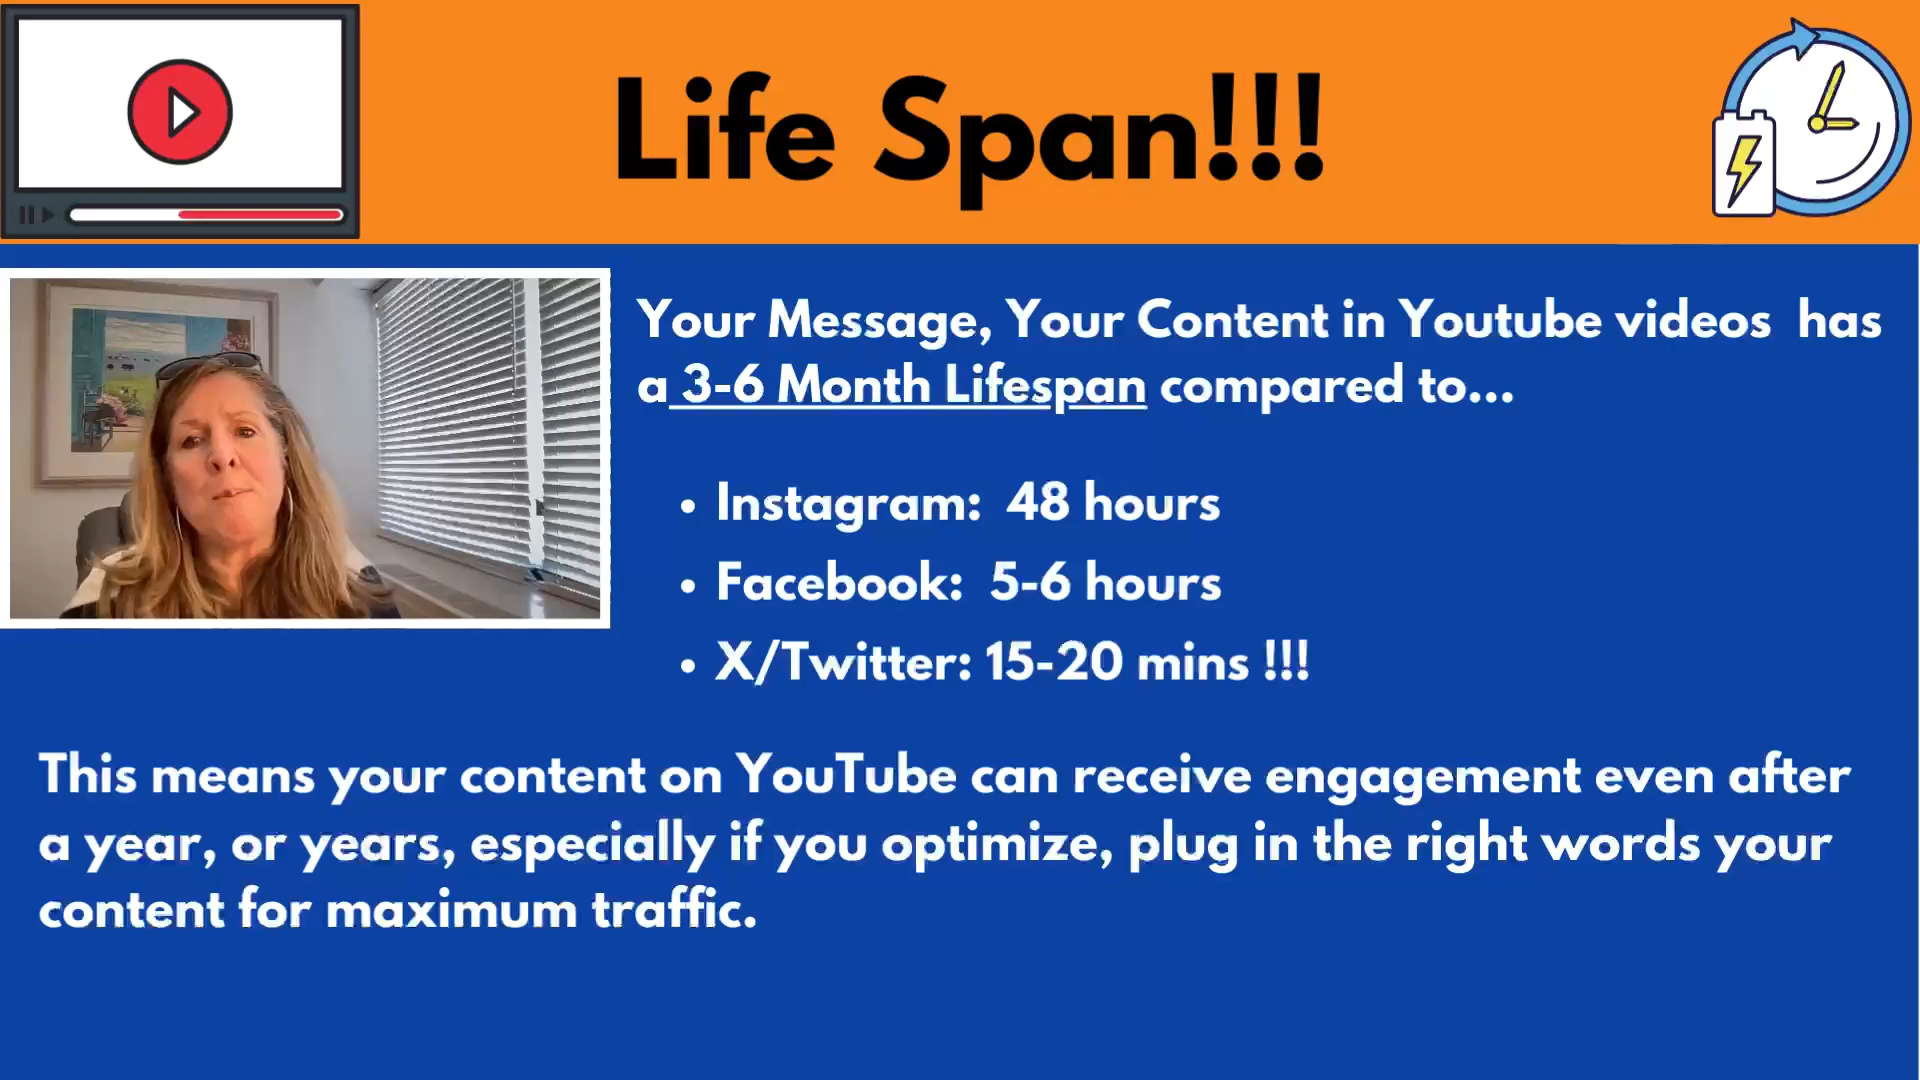 Life Span!!!
Your Message, Your Content in Youtube videos  has
a 3-6 Month Lifespan compared to...
• Instagram:  48 hours
• Facebook:  5-6 hours
• X/Twitter: 15-20 mins !!!
This means your content on YouTube can receive engagement even after
a year, or years, especially if you optimize, plug in the right words your
content for maximum traffic.